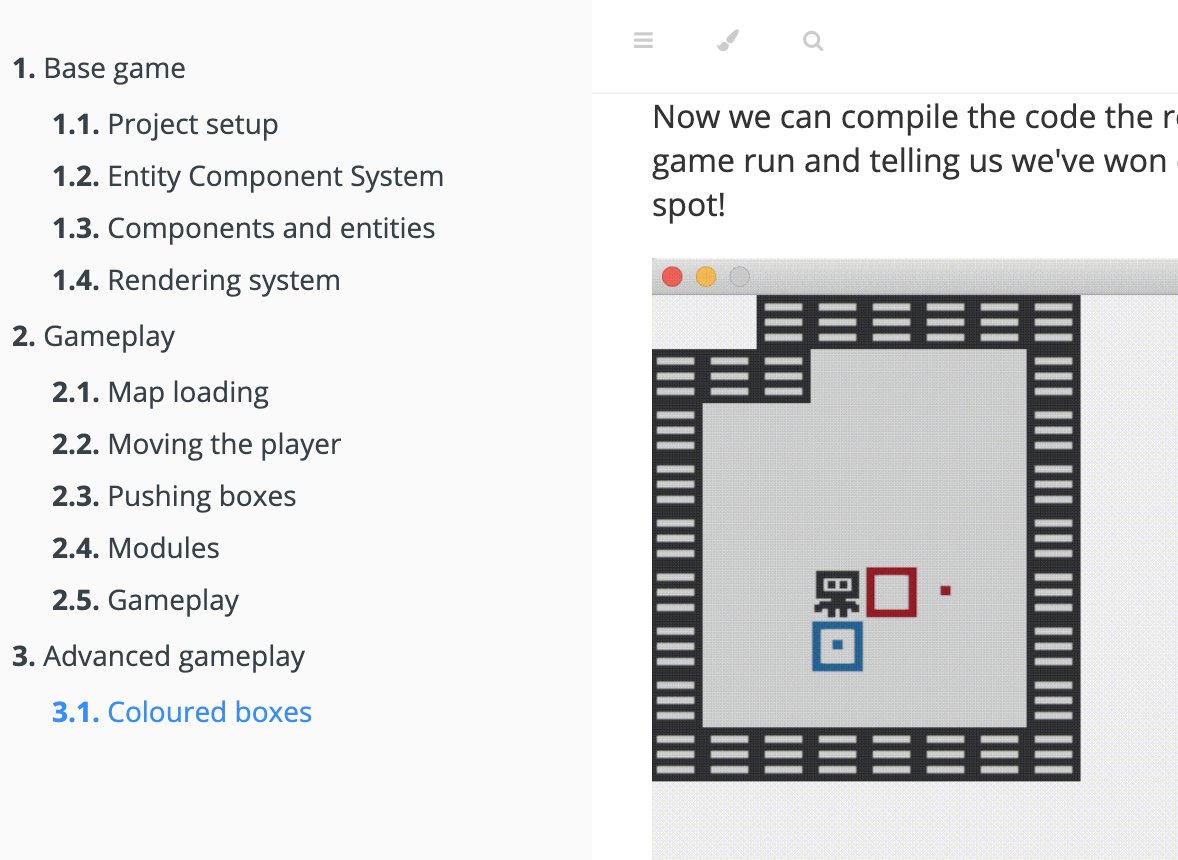 1. Base game
1.1. Project setup
1.2. Entity Component System
1.3. Components and entities
1.4. Rendering system
2. Gameplay
2.1. Map loading
2.2. Moving the player
2.3. Pushing boxes
2.4. Modules
2.5. Gameplay
3. Advanced gameplay
3.1. Coloured boxes
Now we can compile the code the
game run and telling us we've won
spot!